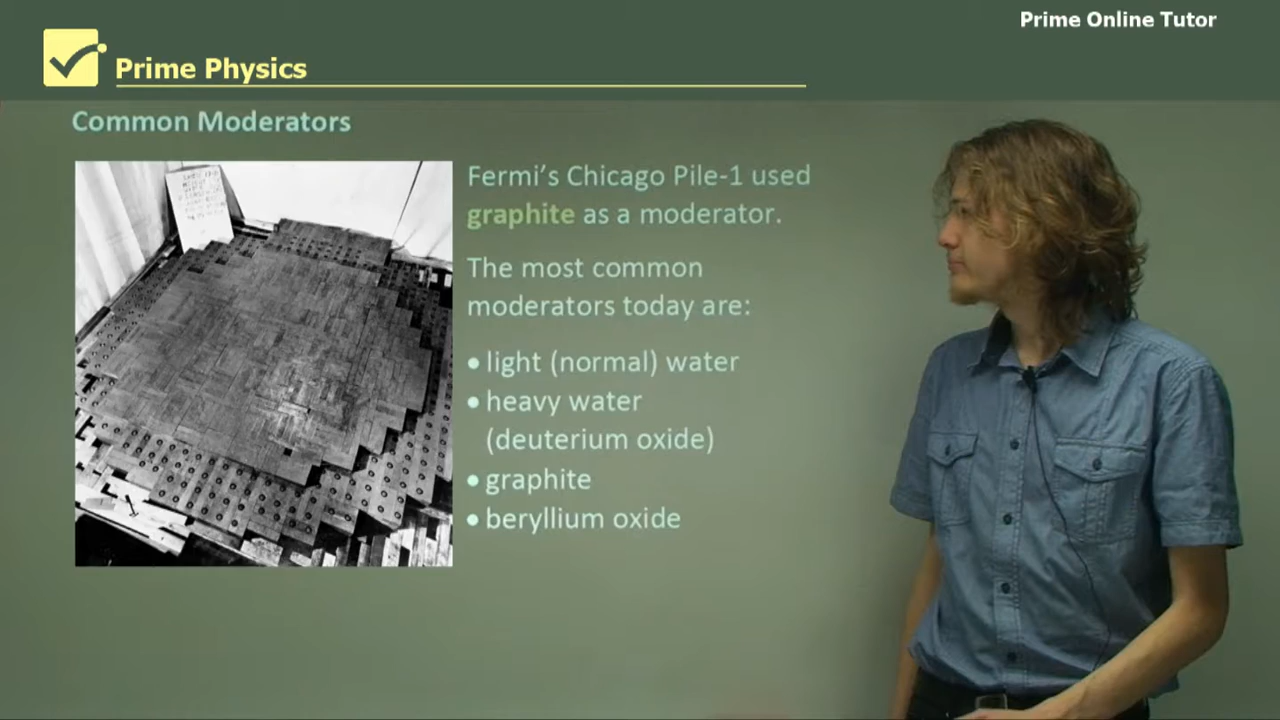 Prime Online Tutor
Prime Physics
Common Moderators
Fermi's Chicago Pile-1 used
graphite as a moderator.
The most common
moderators today are:
• light (normal) water
• heavy water
(deuterium oxide)
• graphite
• beryllium oxide